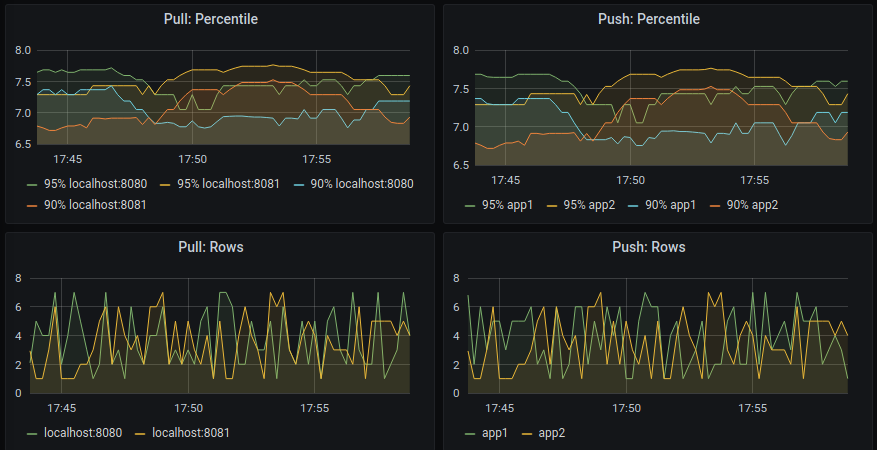 Pull: Percentile
8.0
7.5
7.0
6.5
17:45 17:50 17:55
95% localhost:8080 95% localhost:8081 90% localhost:8080
90% localhost:8081
Push: Percentile
8.0
7.5
7.0
6.5
17:45 17:50 17:55
95% app1 95% app2 90% app1 90% app2
Pull: Rows
8
6
4
2
0
17:45 17:50 17:55
localhost:8080 localhost:8081
Push: Rows
8
6
4
2
0
17:45 17:50 17:55
app1 app2